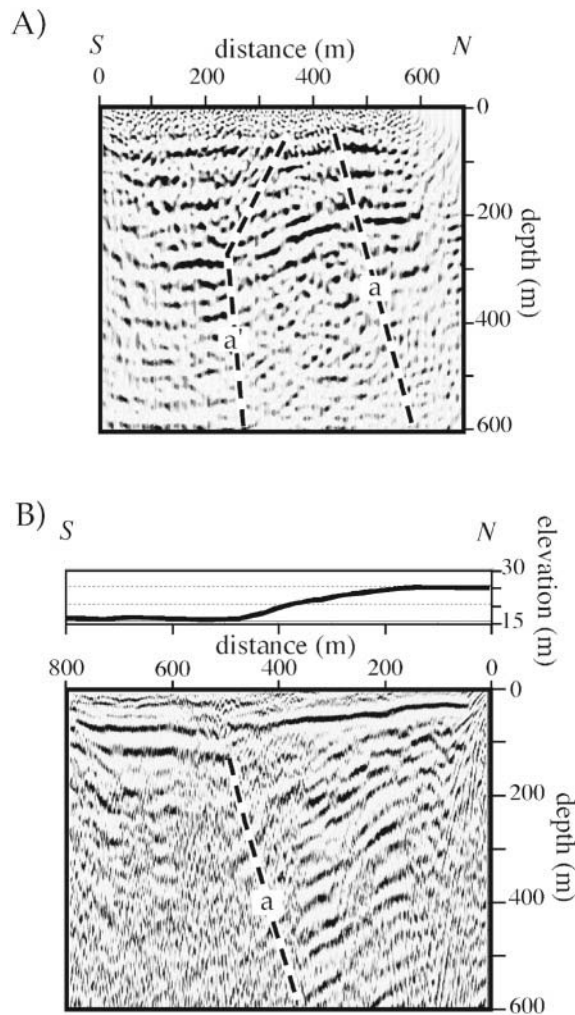 A)
S distance (m) N
0 200 400 600
0
200
400
600
depth (m)
a'
a
B)
S N
30
15
elevation (m)
distance (m)
800 600 400 200 0
0
200
400
600
depth (m)
a